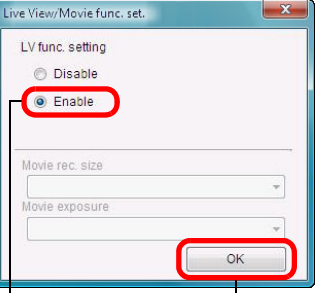 Live View/Movie func. set.
LV func. setting
Disable
Enable
Movie rec. size
Movie exposure
OK